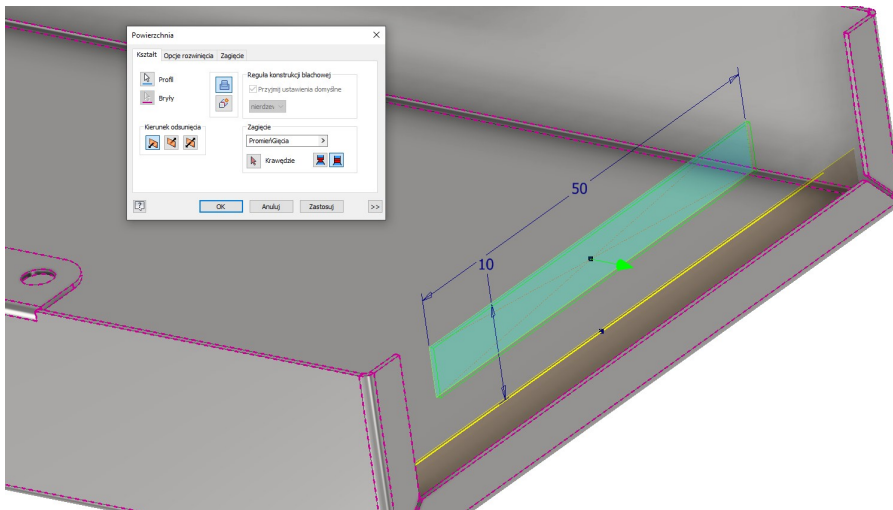 Powierzchnia
Kształt Opcje rozwinięcia Zagięcie
Profil
Bryły
Reguła konstrukcji blachowej
Przyjmij ustawienia domyślne
nierdzew
Kierunek odsunięcia
Zagięcie
PromieńGięcia >
Krawędzie
OK Anuluj Zastosuj >>
50
10